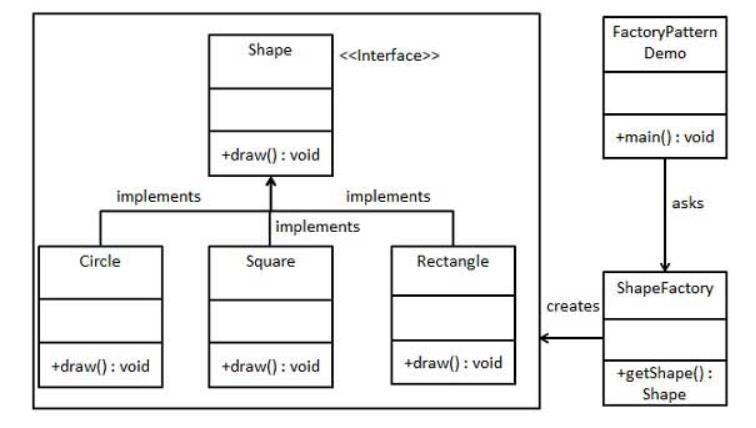 Shape
<<Interface>>
+draw() : void
implements
implements
implements
Circle
+draw() : void
Square
+draw() : void
Rectangle
+draw() : void
FactoryPattern
Demo
+main() : void
asks
creates
ShapeFactory
+getShape() :
Shape